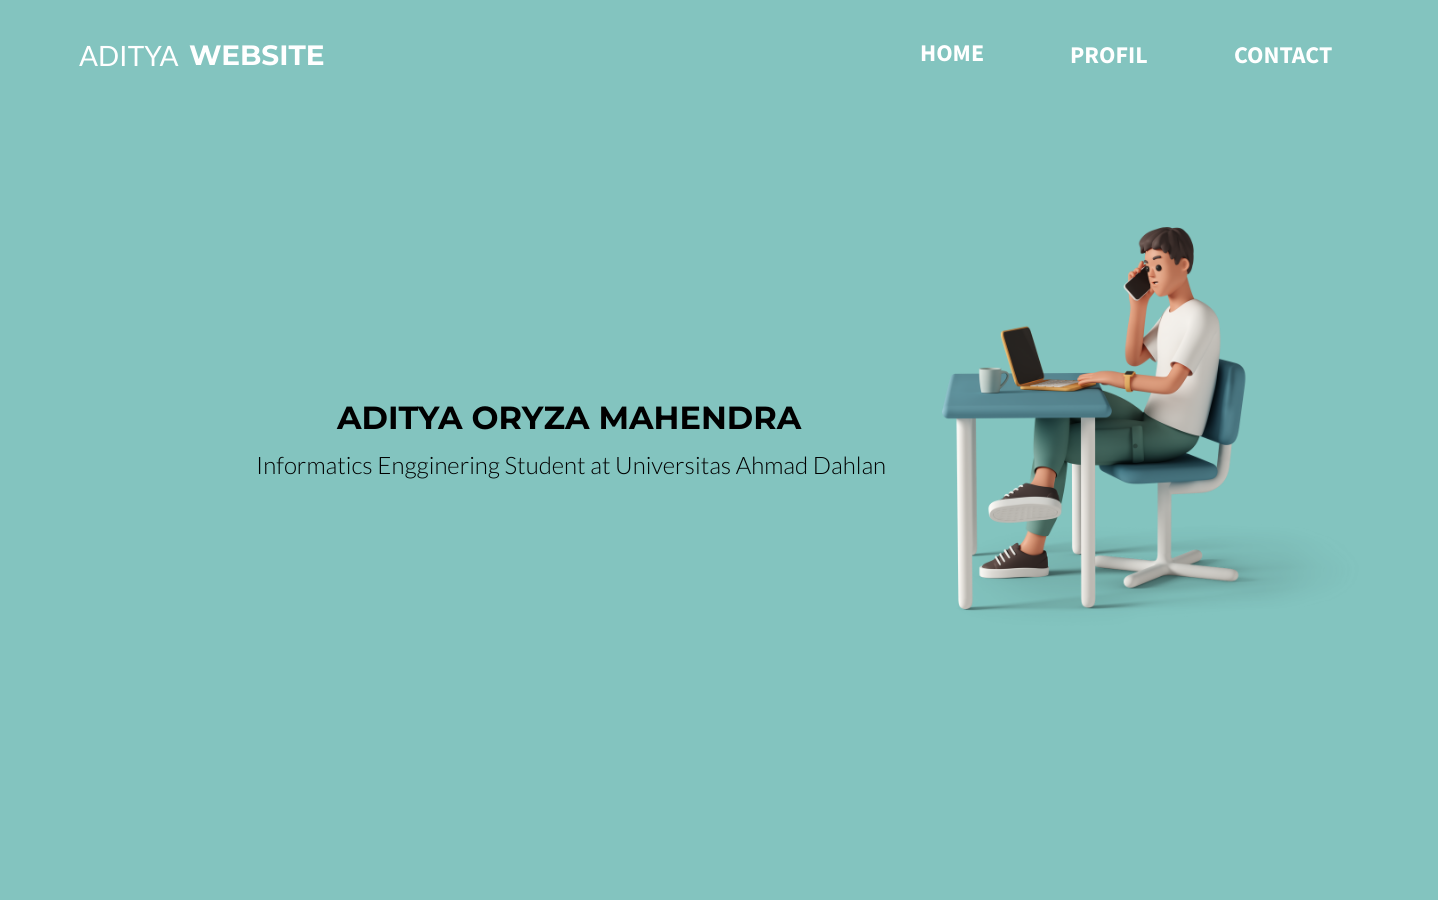 ADITYA WEBSITE
HOME PROFIL CONTACT
ADITYA ORYZA MAHENDRA
Informatics Engginering Student at Universitas Ahmad Dahlan